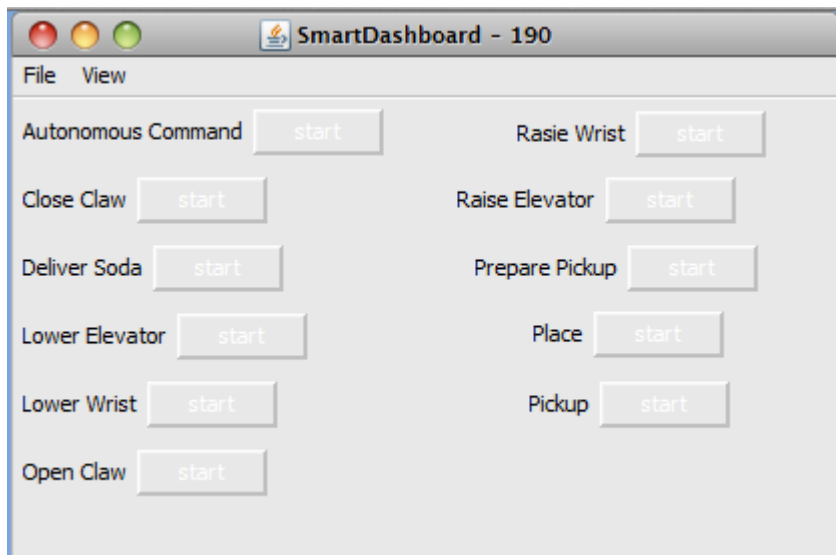 SmartDashboard - 190
File View
Autonomous Command start Rasie Wrist start
Close Claw start Raise Elevator start
Deliver Soda start Prepare Pickup start
Lower Elevator start Place start
Lower Wrist start Pickup start
Open Claw start